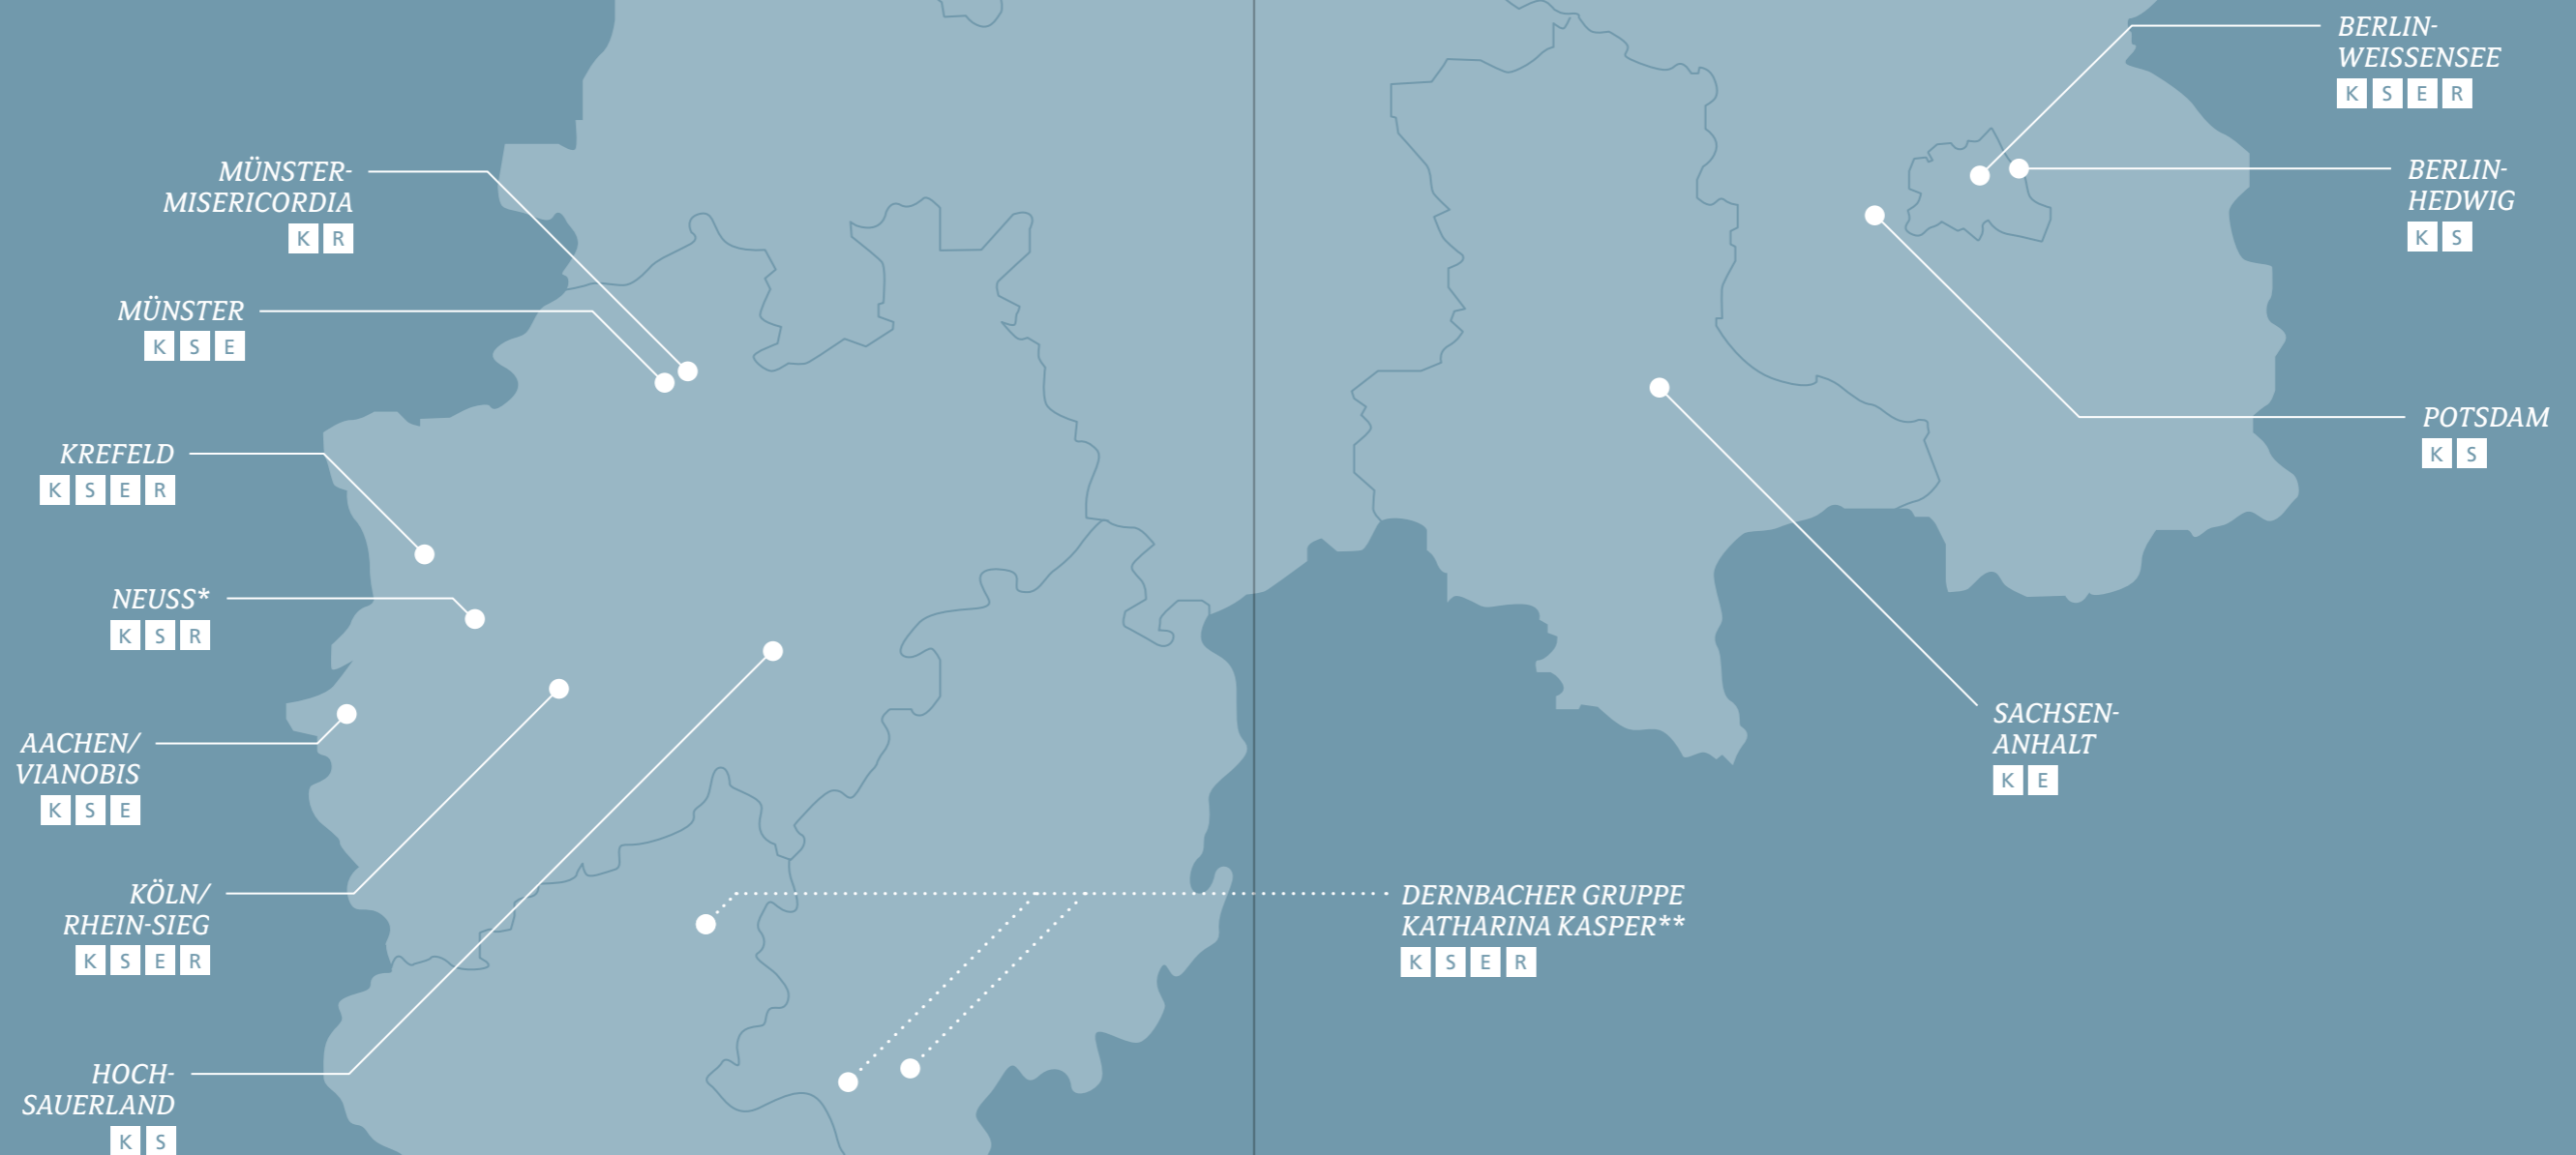 MÜNSTER-
MISERICORDIA
K R
MÜNSTER
K S E
KREFELD
K S E R
NEUSS*
K S R
AACHEN/
VIANOBIS
K S E
KÖLN/
RHEIN-SIEG
K S E R
HOCH-
SAUERLAND
K S
BERLIN-
WEISSENSEE
K S E R
BERLIN-
HEDWIG
K S
POTSDAM
K S
SACHSEN-
ANHALT
K E
DERNBACHER GRUPPE
KATHARINA KASPER**
K S E R